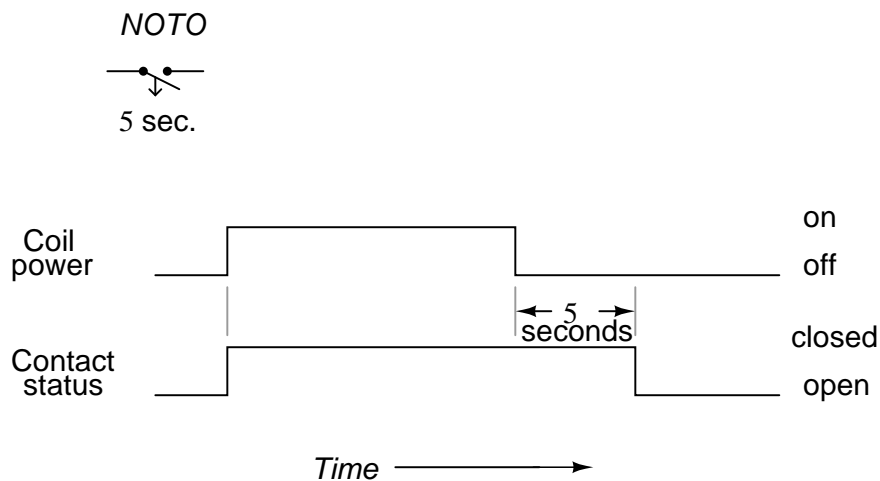 NOTO
5 sec.
Coil
power
on
off
5
seconds
Contact
status
closed
open
Time